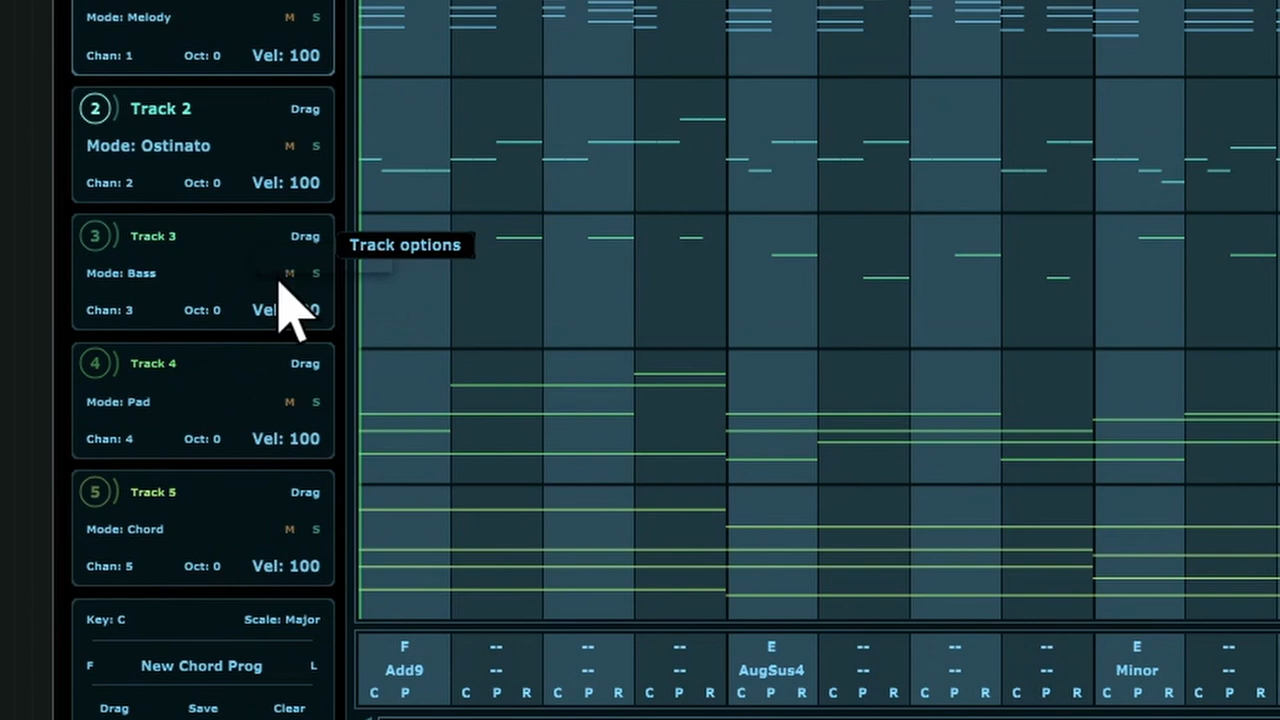 Mode: Melody M S
Chan: 1 Oct: 0 Vel: 100
2 Track 2 Drag
Mode: Ostinato M S
Chan: 2 Oct: 0 Vel: 100
3 Track 3 Drag
Track options
Mode: Bass M S
Chan: 3 Oct: 0
4 Track 4 Drag
Mode: Pad M S
Chan: 4 Oct: 0 Vel: 100
5 Track 5 Drag
Mode: Chord M S
Chan: 5 Oct: 0 Vel: 100
Key: C Scale: Major
F New Chord Prog L
Drag Save Clear
F -- -- -- E -- -- -- E --
Add9 -- -- -- AugSus4 -- -- -- Minor --
C P C P R C P R C P R C P R C P R C P R C P R C P R C P R